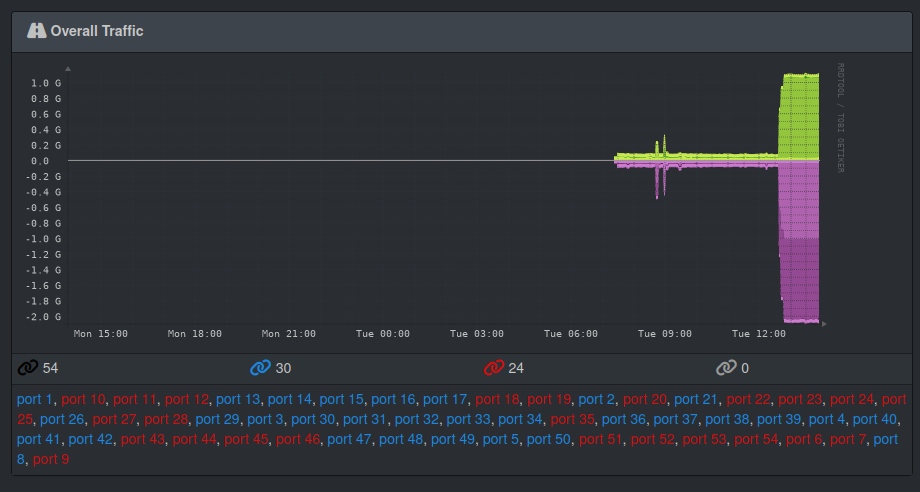 Overall Traffic
RRDTOOL / TOBI OETIKER
1.0 G
0.8 G
0.6 G
0.4 G
0.2 G
0.0
-0.2 G
-0.4 G
-0.6 G
-0.8 G
-1.0 G
-1.2 G
-1.4 G
-1.6 G
-1.8 G
-2.0 G
Mon 15:00 Mon 18:00 Mon 21:00 Tue 00:00 Tue 03:00 Tue 06:00 Tue 09:00 Tue 12:00
54 30 24 0
port 1, port 10, port 11, port 12, port 13, port 14, port 15, port 16, port 17, port 18, port 19, port 2, port 20, port 21, port 22, port 23, port 24, port
25, port 26, port 27, port 28, port 29, port 3, port 30, port 31, port 32, port 33, port 34, port 35, port 36, port 37, port 38, port 39, port 4, port 40,
port 41, port 42, port 43, port 44, port 45, port 46, port 47, port 48, port 49, port 5, port 50, port 51, port 52, port 53, port 54, port 6, port 7, port
8, port 9